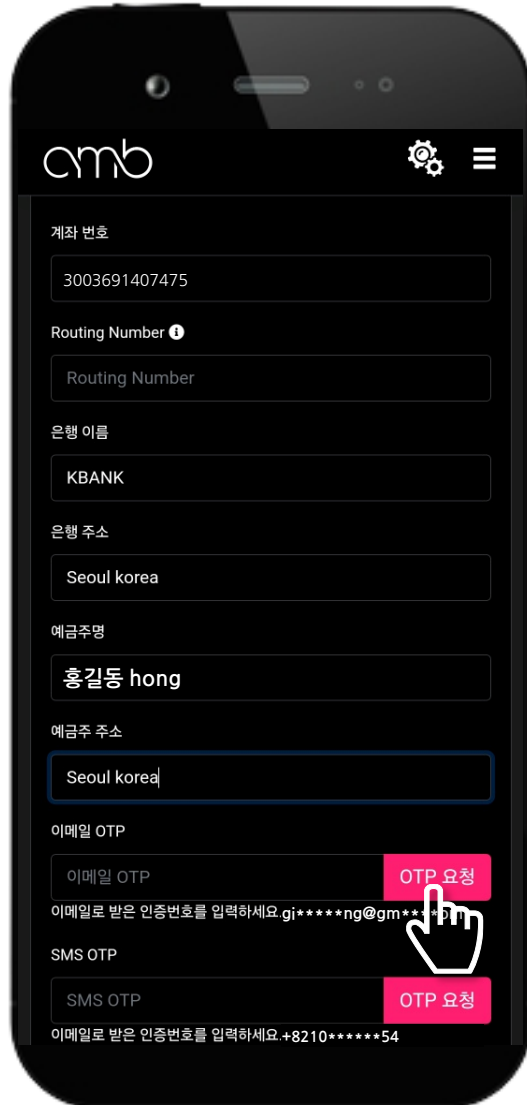 amb
계좌 번호
3003691407475
Routing Number
Routing Number
은행 이름
KBANK
은행 주소
Seoul korea
예금주명
홍길동 hong
예금주 주소
Seoul korea
이메일 OTP
이메일 OTP
OTP 요청
이메일로 받은 인증번호를 입력하세요.gi*****ng@gm****om
SMS OTP
SMS OTP
OTP 요청
이메일로 받은 인증번호를 입력하세요.+8210******54